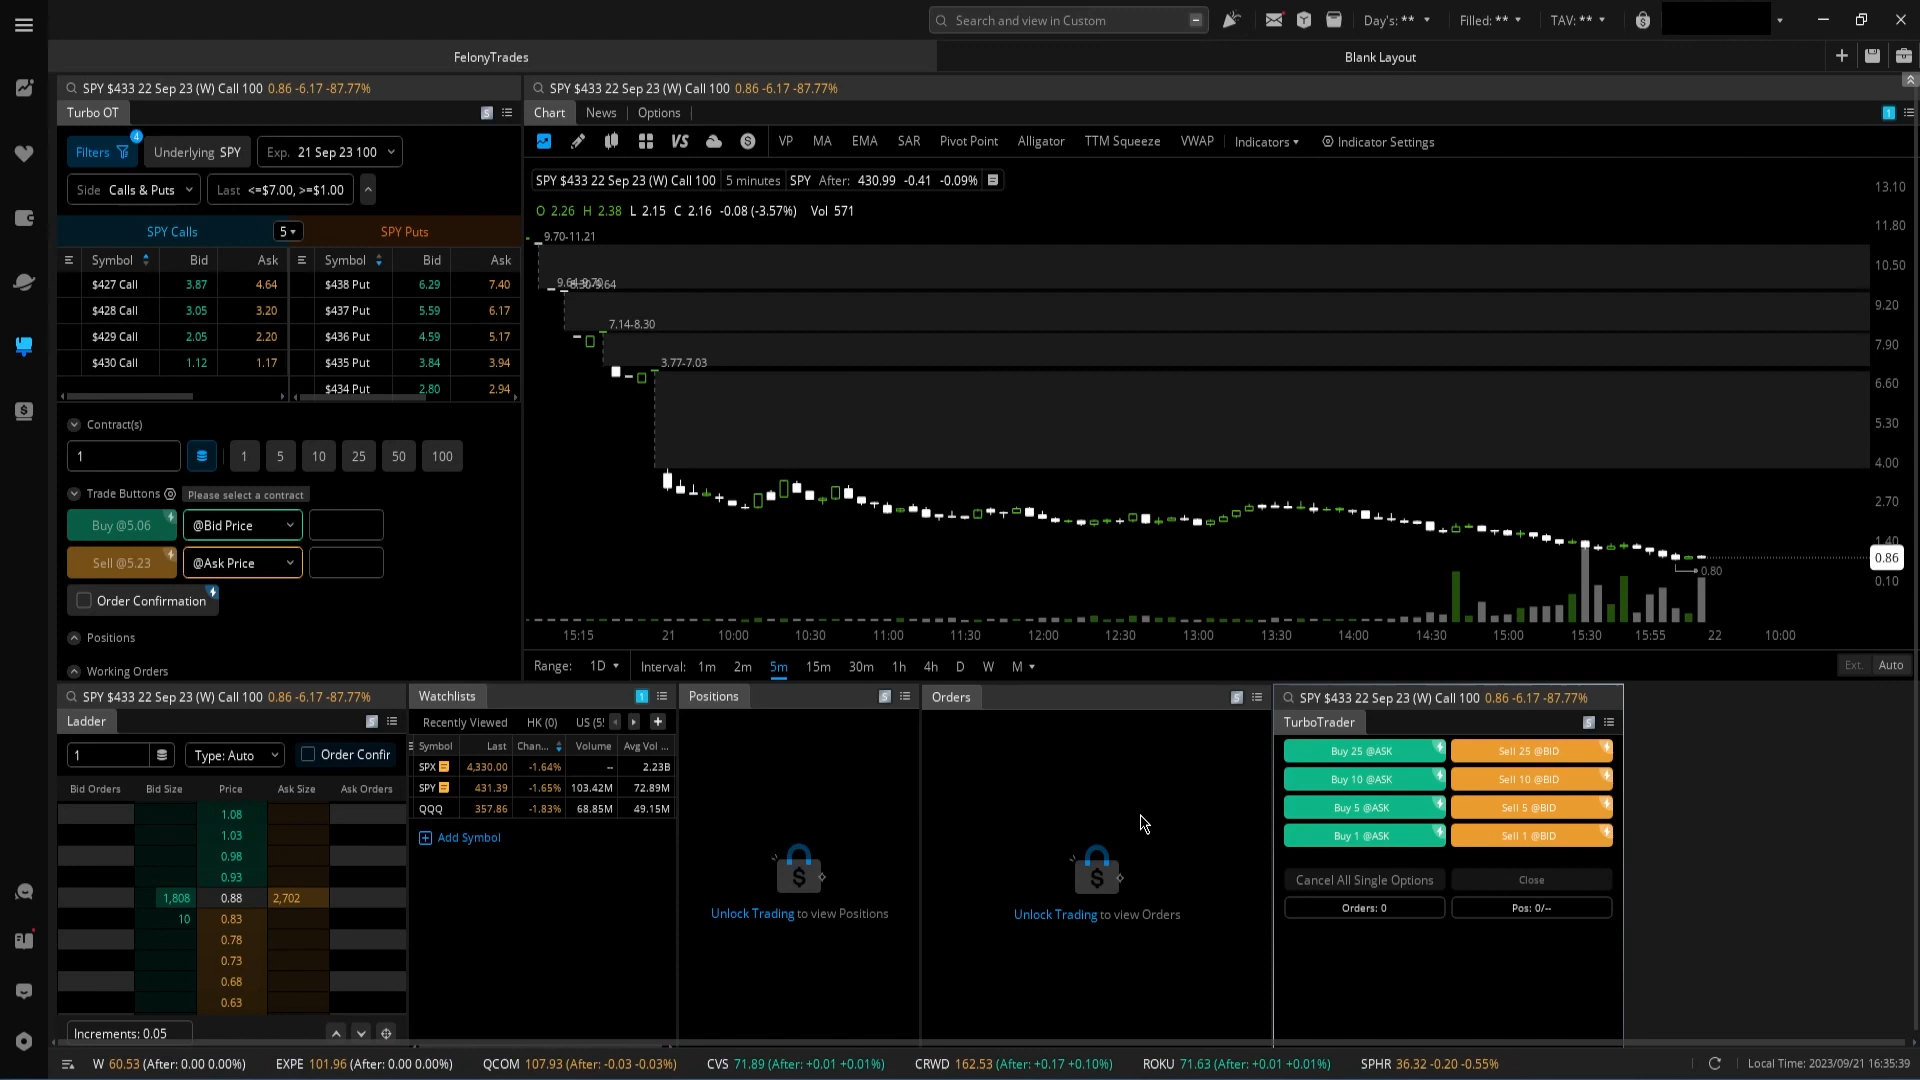 Search and view in Custom
Day's: **
Filled: **
TAV: **
FelonyTrades
Blank Layout
SPY $433 22 Sep 23 (W) Call 100 0.86 -6.17 -87.77%
Turbo OT
Filters 4
Underlying SPY
Exp. 21 Sep 23 100
Side Calls & Puts
Last <=$7.00, >=$1.00
SPY Calls 5 SPY Puts
Symbol Bid Ask Symbol Bid Ask
$427 Call 3.87 4.64 $438 Put 6.29 7.40
$428 Call 3.05 3.20 $437 Put 5.59 6.17
$429 Call 2.05 2.20 $436 Put 4.59 5.17
$430 Call 1.12 1.17 $435 Put 3.84 3.94
$434 Put 2.80 2.94
Contract(s)
1 1 5 10 25 50 100
Trade Buttons Please select a contract
Buy @5.06 @Bid Price
Sell @5.23 @Ask Price
Order Confirmation
Positions
Working Orders
SPY $433 22 Sep 23 (W) Call 100 0.86 -6.17 -87.77%
Chart News Options
1
VS
VP MA EMA SAR Pivot Point Alligator TTM Squeeze VWAP Indicators Indicator Settings
SPY $433 22 Sep 23 (W) Call 100 5 minutes SPY After: 430.99 -0.41 -0.09%
O 2.26 H 2.38 L 2.15 C 2.16 -0.08 (-3.57%) Vol 571
9.70-11.21
7.14-8.30
3.77-7.03
0.80
13.10
11.80
10.50
9.20
7.90
6.60
5.30
4.00
2.70
1.40
0.86
0.10
15:15 21 10:00 10:30 11:00 11:30 12:00 12:30 13:00 13:30 14:00 14:30 15:00 15:30 15:55 22 10:00
Range: 1D Interval: 1m 2m 5m 15m 30m 1h 4h D W M
Ext. Auto
SPY $433 22 Sep 23 (W) Call 100 0.86 -6.17 -87.77%
Ladder
1 Type: Auto Order Confir
Bid Orders Bid Size Price Ask Size Ask Orders
1.08
1.03
0.98
0.93
1,808 0.88 2,702
10 0.83
0.78
0.73
0.68
0.63
Increments: 0.05
Watchlists 1
Recently Viewed HK (0) US (5
Symbol Last Chan... Volume Avg Vol ...
SPX 4,330.00 -1.64% -- 2.23B
SPY 431.39 -1.65% 103.42M 72.89M
QQQ 357.86 -1.83% 68.85M 49.15M
Add Symbol
Positions
Unlock Trading to view Positions
Orders
Unlock Trading to view Orders
SPY $433 22 Sep 23 (W) Call 100 0.86 -6.17 -87.77%
TurboTrader
Buy 25 @ASK Sell 25 @BID
Buy 10 @ASK Sell 10 @BID
Buy 5 @ASK Sell 5 @BID
Buy 1 @ASK Sell 1 @BID
Cancel All Single Options Close
Orders: 0 Pos: 0/--
W 60.53 (After: 0.00 0.00%) EXPE 101.96 (After: 0.00 0.00%) QCOM 107.93 (After: -0.03 -0.03%) CVS 71.89 (After: +0.01 +0.01%) CRWD 162.53 (After: +0.17 +0.10%) ROKU 71.63 (After: +0.01 +0.01%) SPHR 36.32 -0.20 -0.55%
Local Time: 2023/09/21 16:35:39